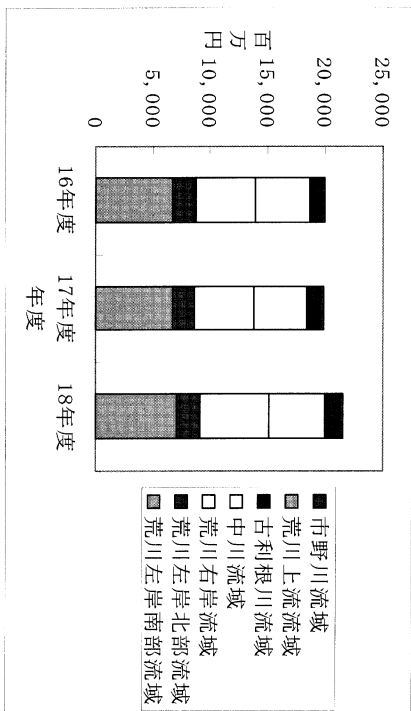 百万円
25,000
20,000
15,000
10,000
5,000
0
16年度
17年度
18年度
年度
市野川流域
荒川上流流域
古利根川流域
中川流域
荒川右岸流域
荒川左岸北部流域
荒川左岸南部流域